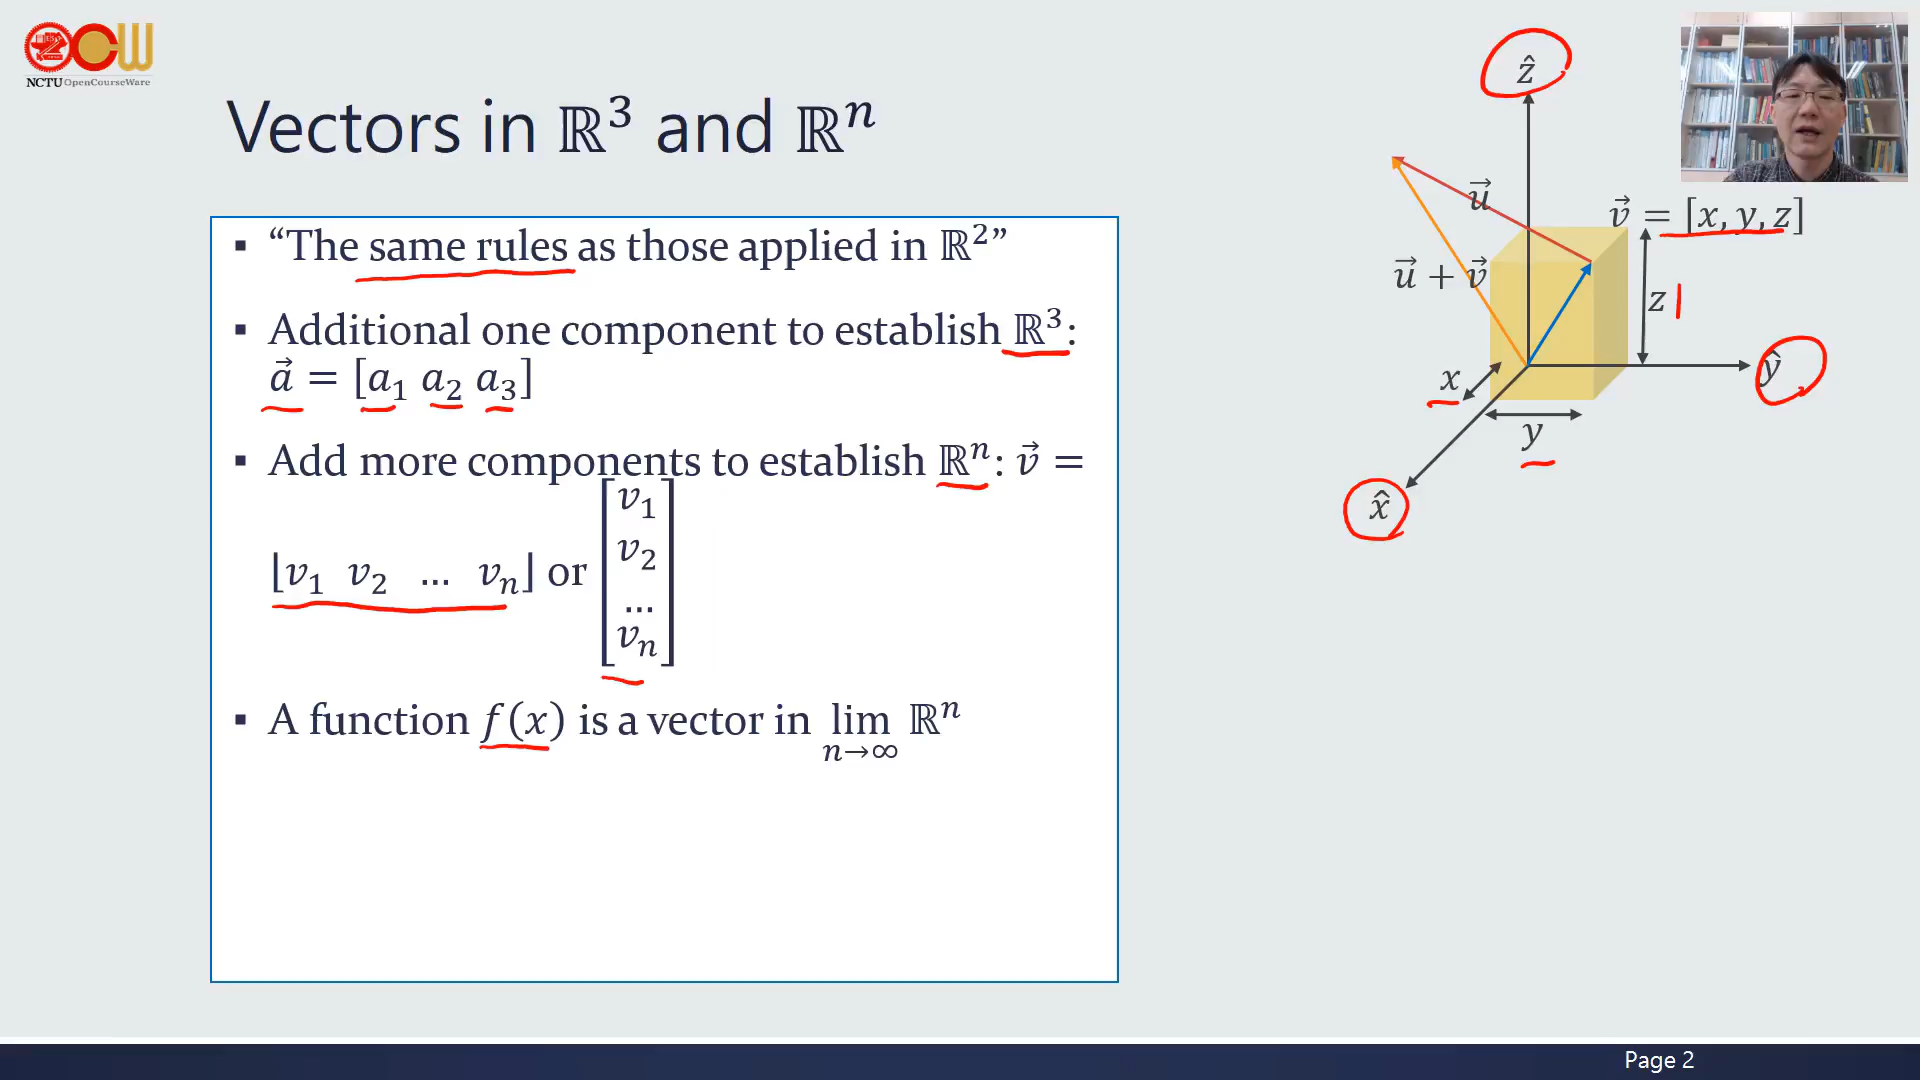 NCTU OpenCourseWare
Vectors in ℝ³ and ℝⁿ
▪ “The same rules as those applied in ℝ²”
▪ Additional one component to establish ℝ³:
a⃗ = [a₁ a₂ a₃]
▪ Add more components to establish ℝⁿ: v⃗ =
⌊v₁ v₂ … vₙ⌋ or [v₁ v₂ … vₙ]
▪ A function f(x) is a vector in lim n→∞ ℝⁿ
ẑ
u⃗
v⃗ = [x, y, z]
u⃗ + v⃗
z
ŷ
x
y
x̂
Page 2